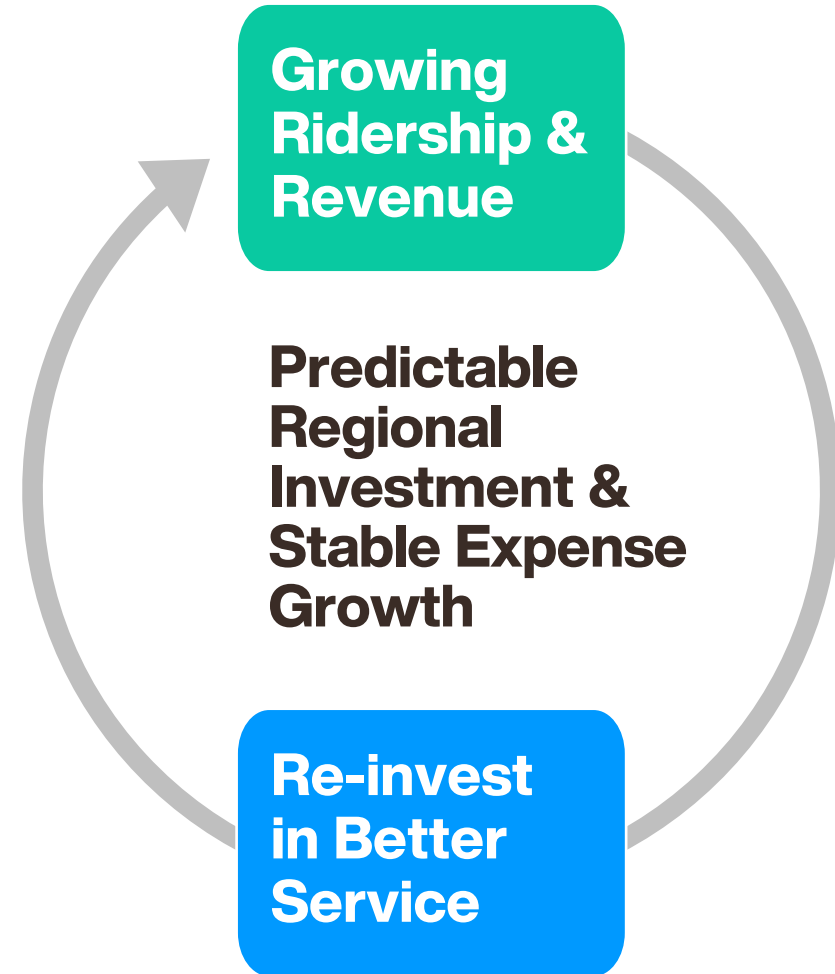 Growing
Ridership &
Revenue
Predictable
Regional
Investment &
Stable Expense
Growth
Re-invest
in Better
Service